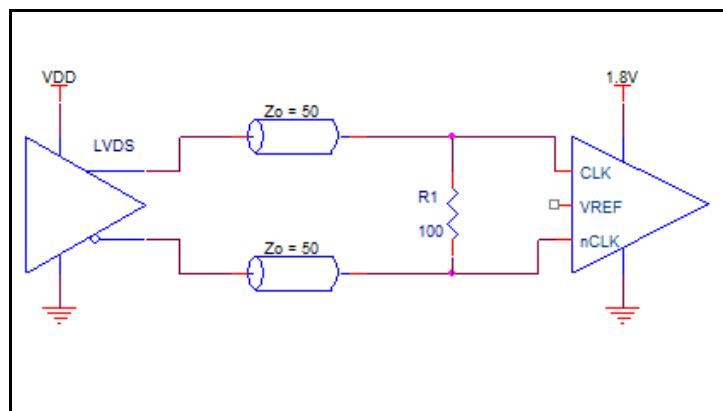 VDD
LVDS
Zo = 50
Zo = 50
R1
100
1.8V
CLK
VREF
nCLK